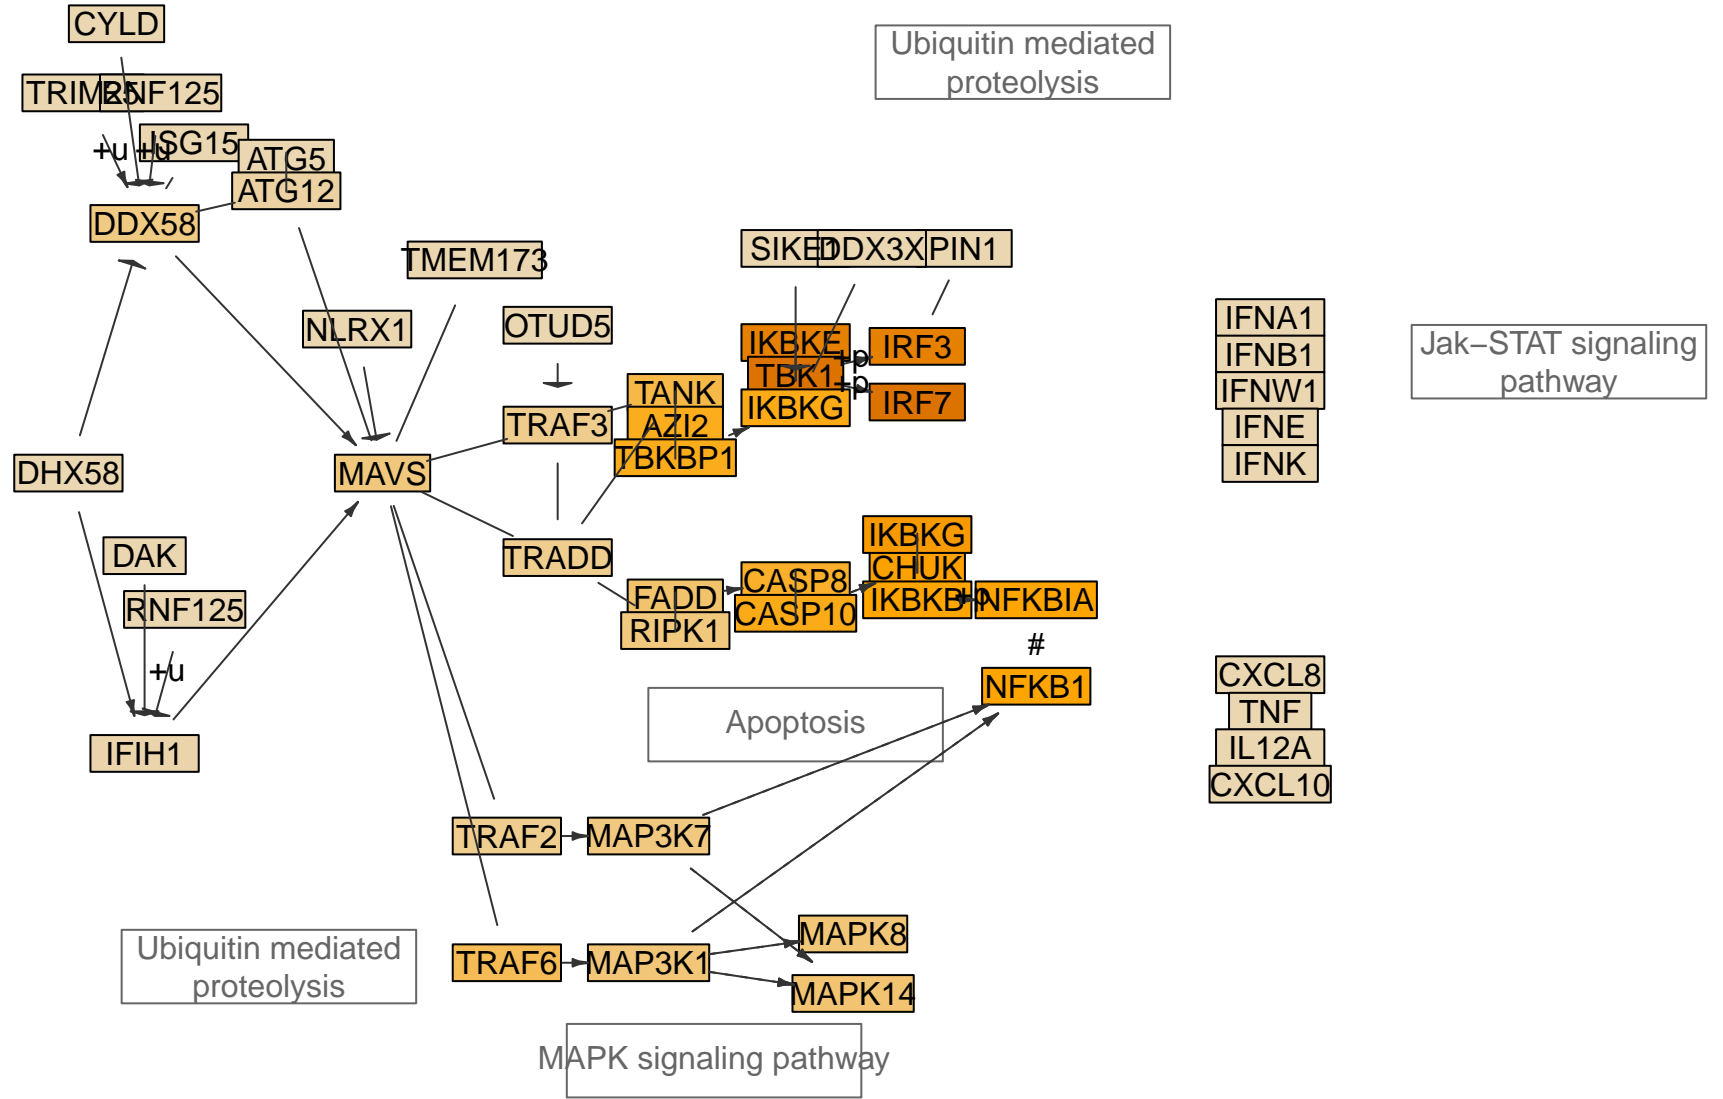 CYLD
Ubiquitin mediated
proteolysis
TRIM25
RNF125
ISG15
+u
+u
ATG5
ATG12
DDX58
TMEM173
SIKE1
DDX3X
PIN1
NLRX1
OTUD5
IKBKE
TBK1
IKBKG
+p
+p
IRF3
IRF7
IFNA1
IFNB1
IFNW1
IFNE
IFNK
Jak–STAT signaling
pathway
TANK
AZI2
TBKBP1
TRAF3
DHX58
MAVS
DAK
RNF125
+u
IFIH1
TRADD
FADD
RIPK1
CASP8
CASP10
IKBKG
CHUK
IKBKB
+p
NFKBIA
#
NFKB1
Apoptosis
CXCL8
TNF
IL12A
CXCL10
TRAF2
MAP3K7
TRAF6
MAP3K1
MAPK8
MAPK14
Ubiquitin mediated
proteolysis
MAPK signaling pathway